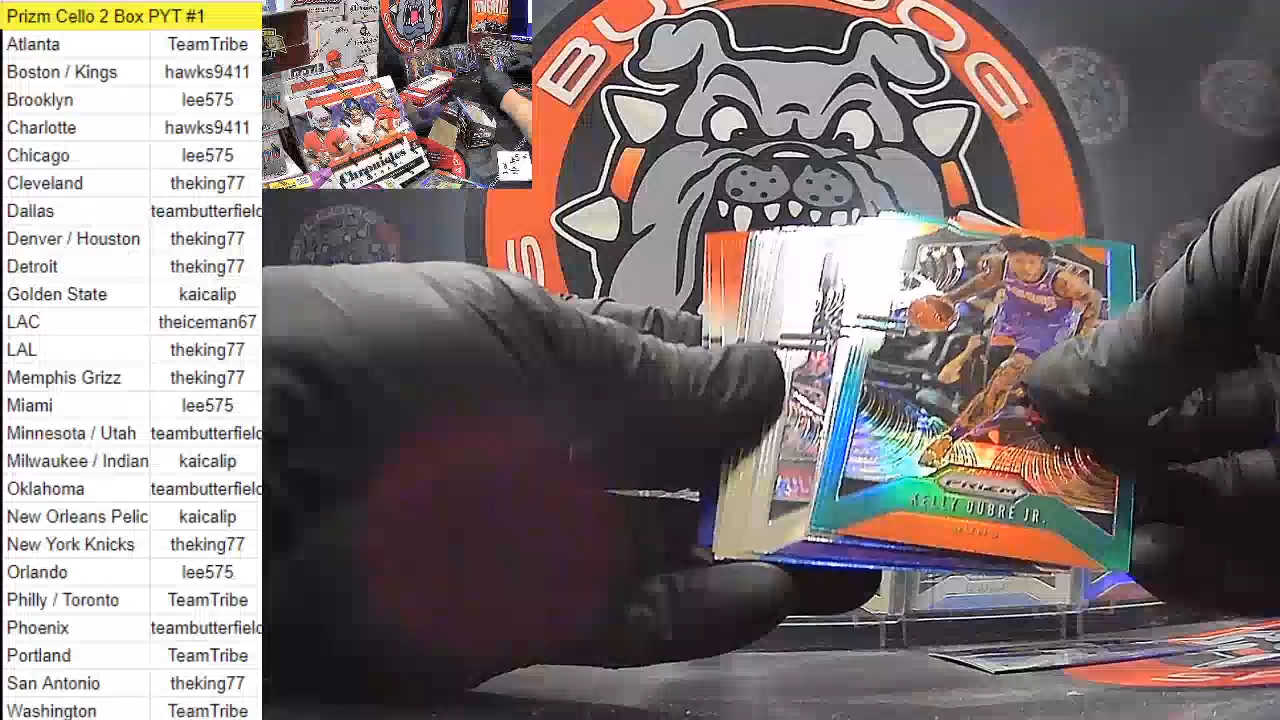 Prizm Cello 2 Box PYT #1
Atlanta TeamTribe
Boston / Kings hawks9411
Brooklyn lee575
Charlotte hawks9411
Chicago lee575
Cleveland theking77
Dallas teambutterfield
Denver / Houston theking77
Detroit theking77
Golden State kaicalip
LAC theiceman67
LAL theking77
Memphis Grizz theking77
Miami lee575
Minnesota / Utah teambutterfield
Milwaukee / Indian kaicalip
Oklahoma teambutterfield
New Orleans Pelic kaicalip
New York Knicks theking77
Orlando lee575
Philly / Toronto TeamTribe
Phoenix teambutterfield
Portland TeamTribe
San Antonio theking77
Washington TeamTribe
Chronicles
PRIZM
KELLY OUBRE JR.